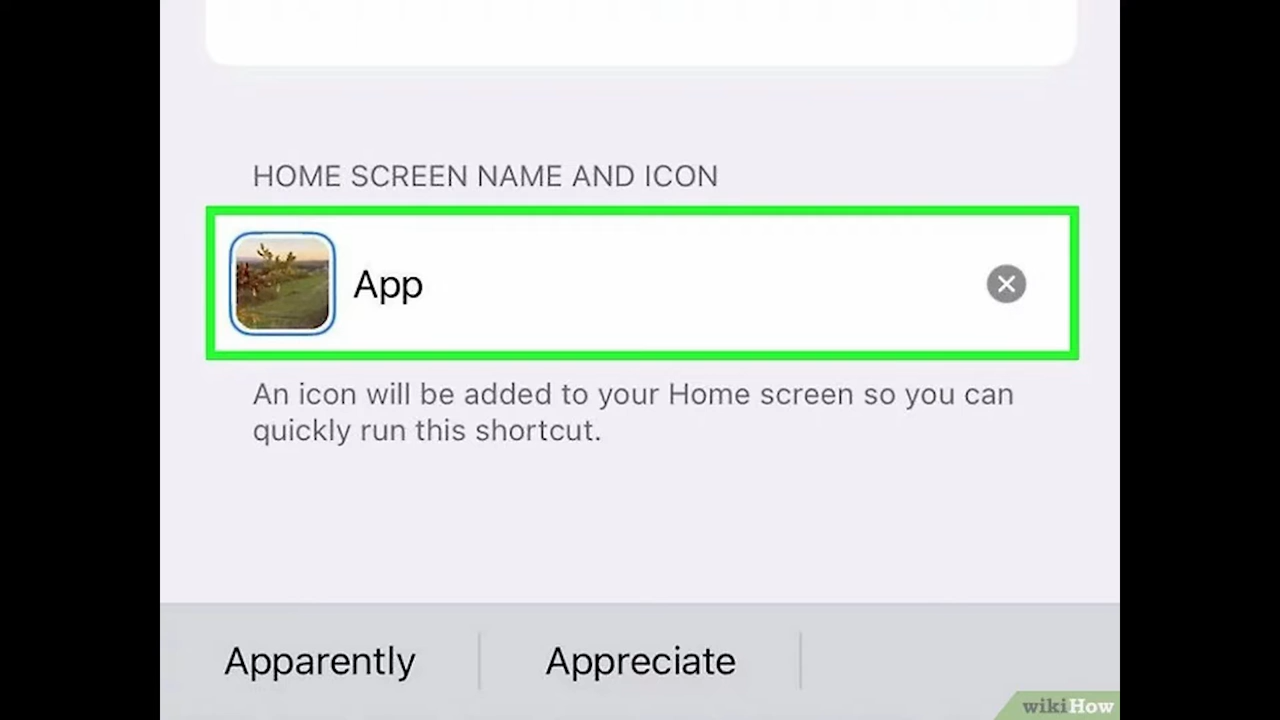 HOME SCREEN NAME AND ICON
App
An icon will be added to your Home screen so you can
quickly run this shortcut.
Apparently
Appreciate
wikiHow